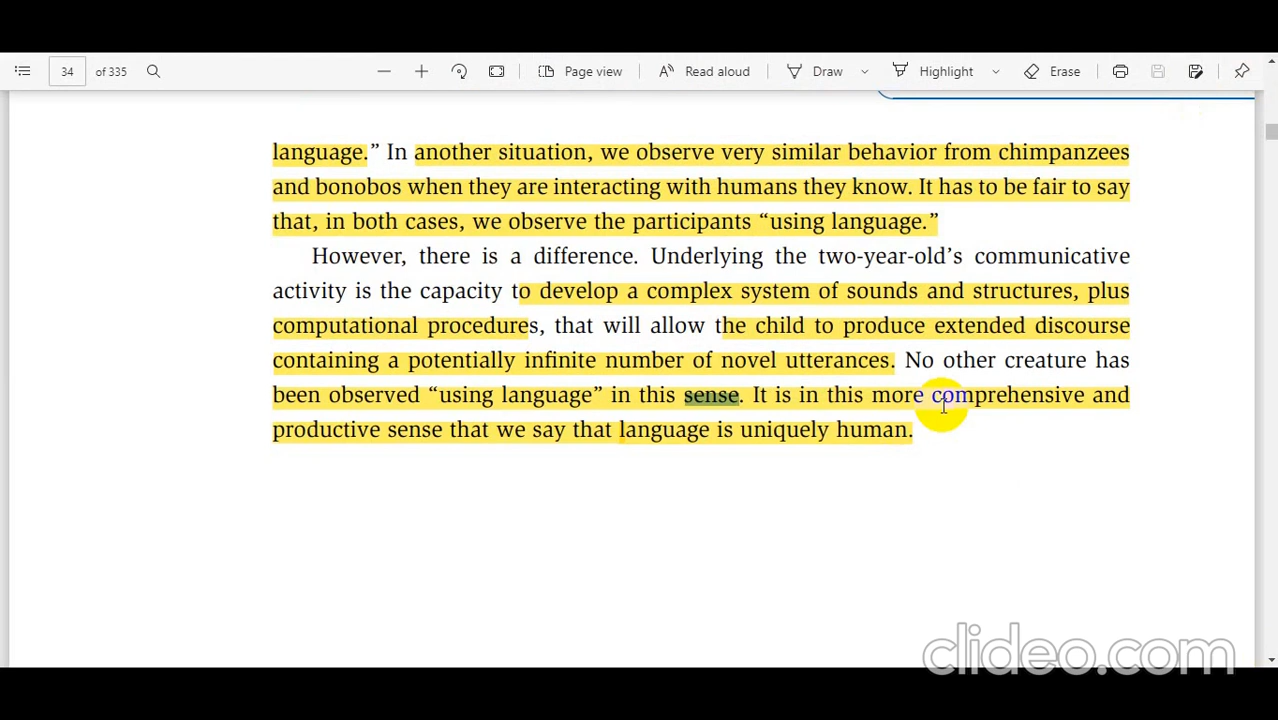 34 of 335 Page view Read aloud Draw Highlight Erase
language.” In another situation, we observe very similar behavior from chimpanzees
and bonobos when they are interacting with humans they know. It has to be fair to say
that, in both cases, we observe the participants “using language.”
However, there is a difference. Underlying the two-year-old’s communicative
activity is the capacity to develop a complex system of sounds and structures, plus
computational procedures, that will allow the child to produce extended discourse
containing a potentially infinite number of novel utterances. No other creature has
been observed “using language” in this sense. It is in this more comprehensive and
productive sense that we say that language is uniquely human.
clideo.com